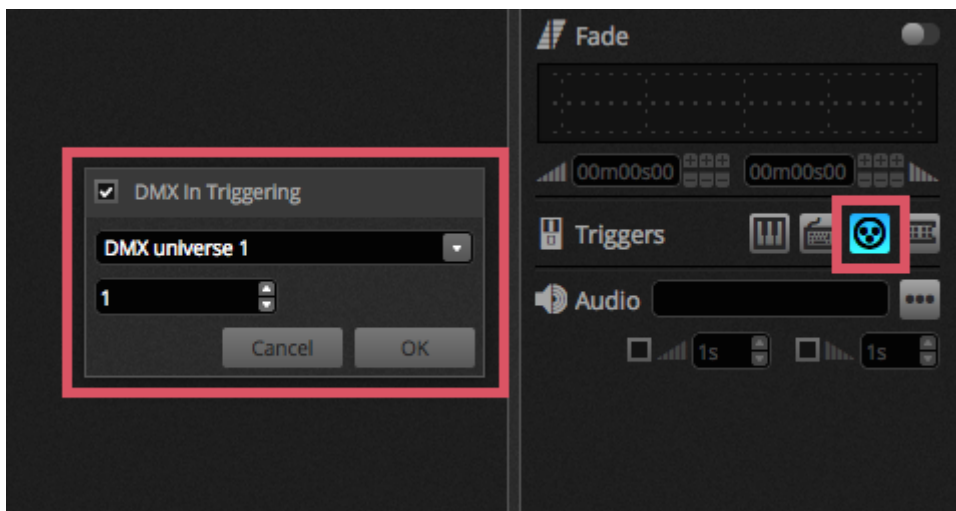 Fade
00m00s00 00m00s00
DMX In Triggering
DMX universe 1
1
Cancel OK
Triggers
Audio
1s 1s